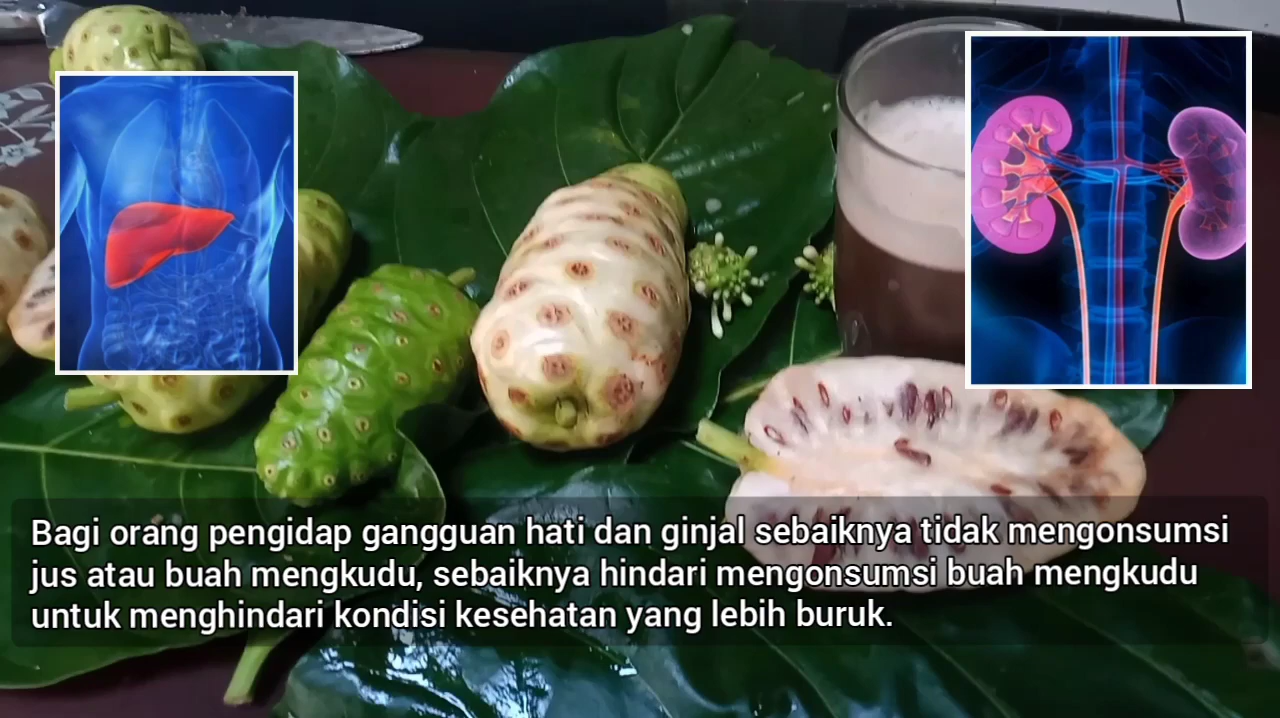 Bagi orang pengidap gangguan hati dan ginjal sebaiknya tidak mengonsumsi
jus atau buah mengkudu, sebaiknya hindari mengonsumsi buah mengkudu
untuk menghindari kondisi kesehatan yang lebih buruk.